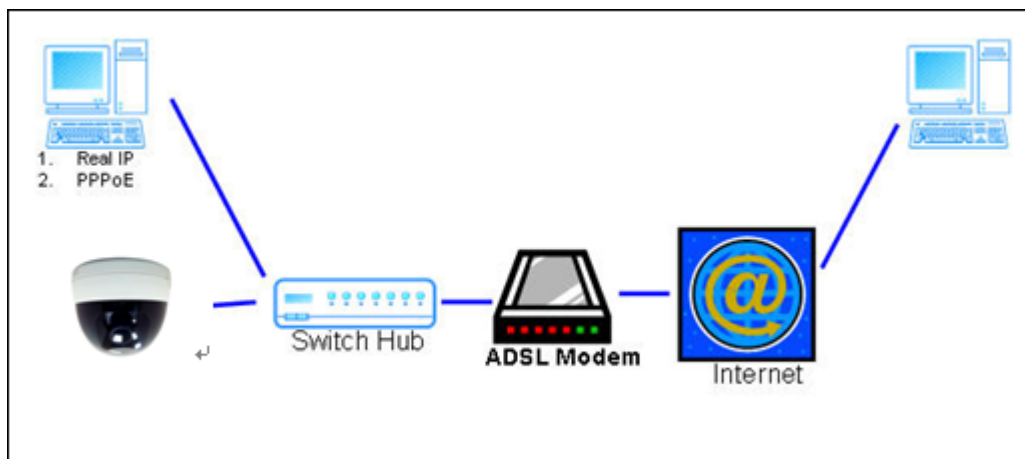 1. Real IP
2. PPPoE
Switch Hub
ADSL Modem
@
Internet